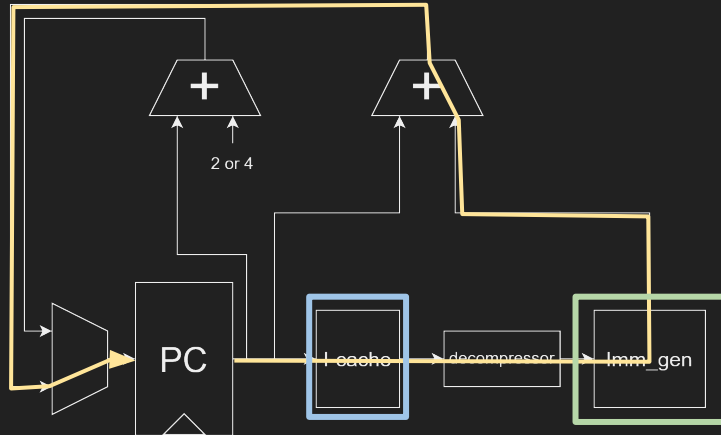 +
+
2 or 4
PC
I-cache
decompressor
Imm_gen